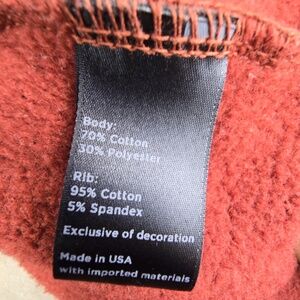 Body:
70% Cotton
30% Polyester
Rib:
95% Cotton
5% Spandex
Exclusive of decoration
Made in USA
with imported materials